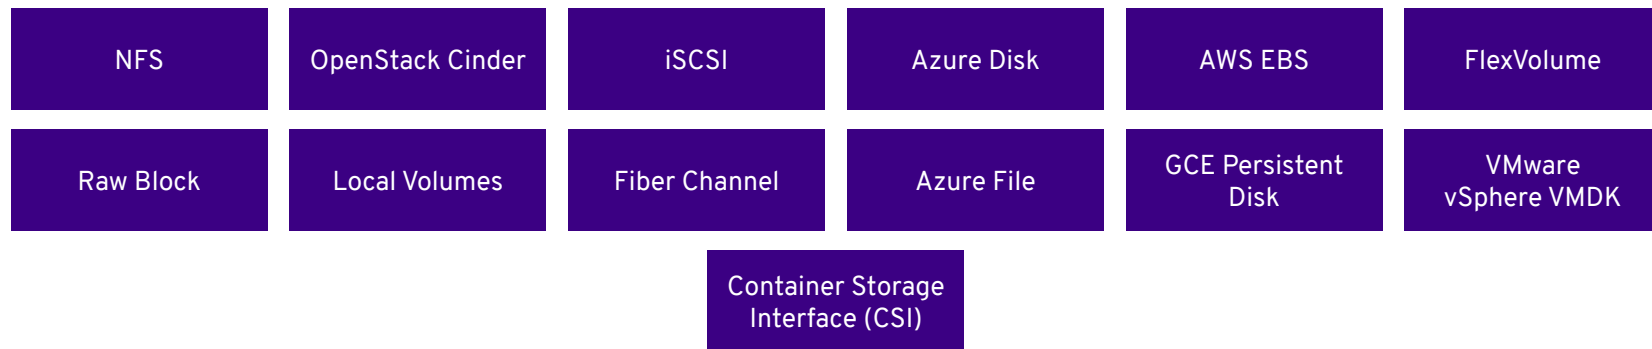 NFS
OpenStack Cinder
iSCSI
Azure Disk
AWS EBS
FlexVolume
Raw Block
Local Volumes
Fiber Channel
Azure File
GCE Persistent
Disk
VMware
vSphere VMDK
Container Storage
Interface (CSI)